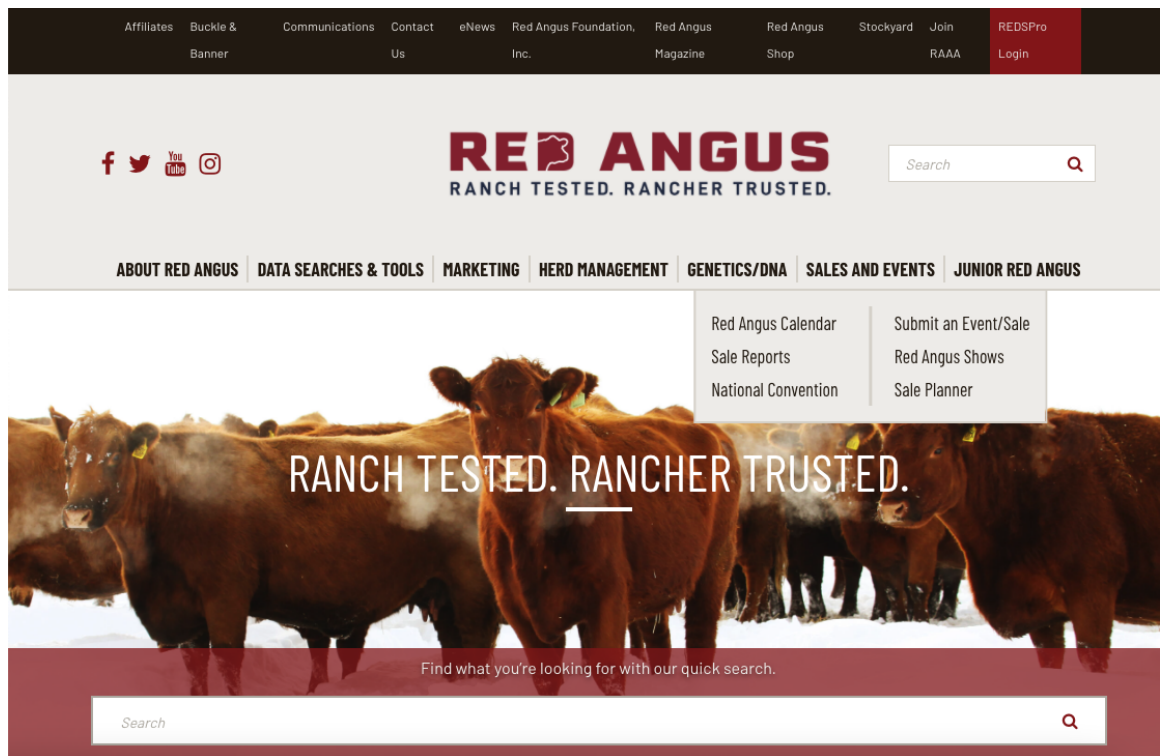 Affiliates Buckle & Communications Contact eNews Red Angus Foundation, Red Angus Red Angus Stockyard Join REDSPro
Banner Us Inc. Magazine Shop RAAA Login
You
Tube
RED ANGUS
RANCH TESTED. RANCHER TRUSTED.
Search
ABOUT RED ANGUS DATA SEARCHES & TOOLS MARKETING HERD MANAGEMENT GENETICS/DNA SALES AND EVENTS JUNIOR RED ANGUS
Red Angus Calendar Submit an Event/Sale
Sale Reports Red Angus Shows
National Convention Sale Planner
RANCH TESTED. RANCHER TRUSTED.
Find what you're looking for with our quick search.
Search